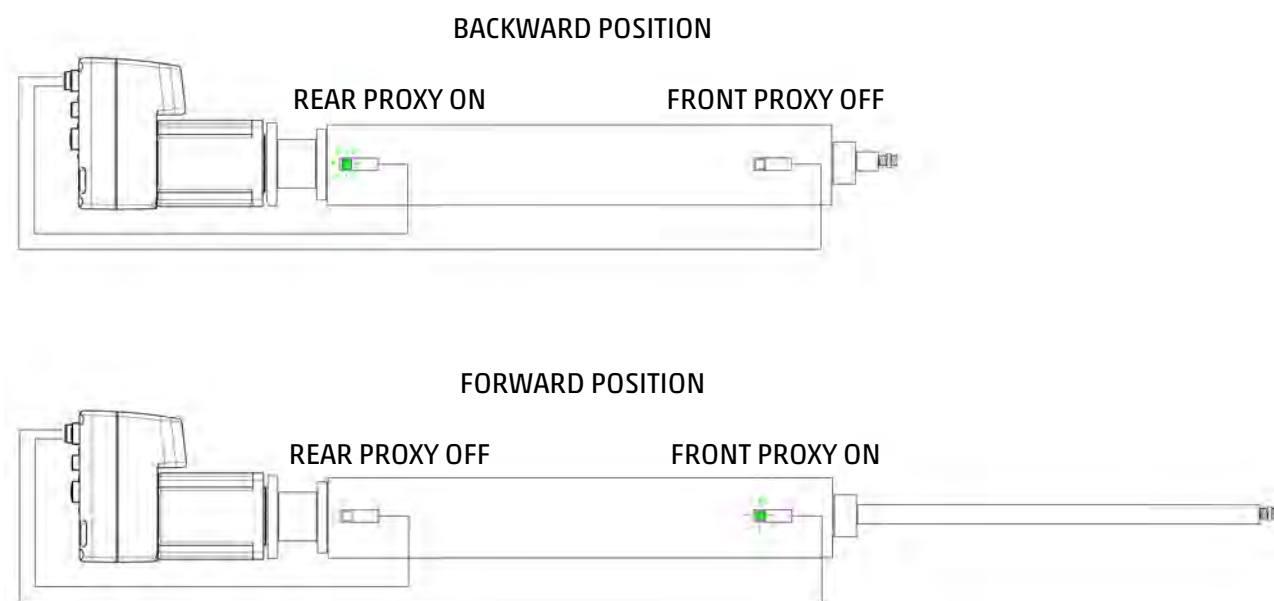 BACKWARD POSITION
REAR PROXY ON
FRONT PROXY OFF
FORWARD POSITION
REAR PROXY OFF
FRONT PROXY ON